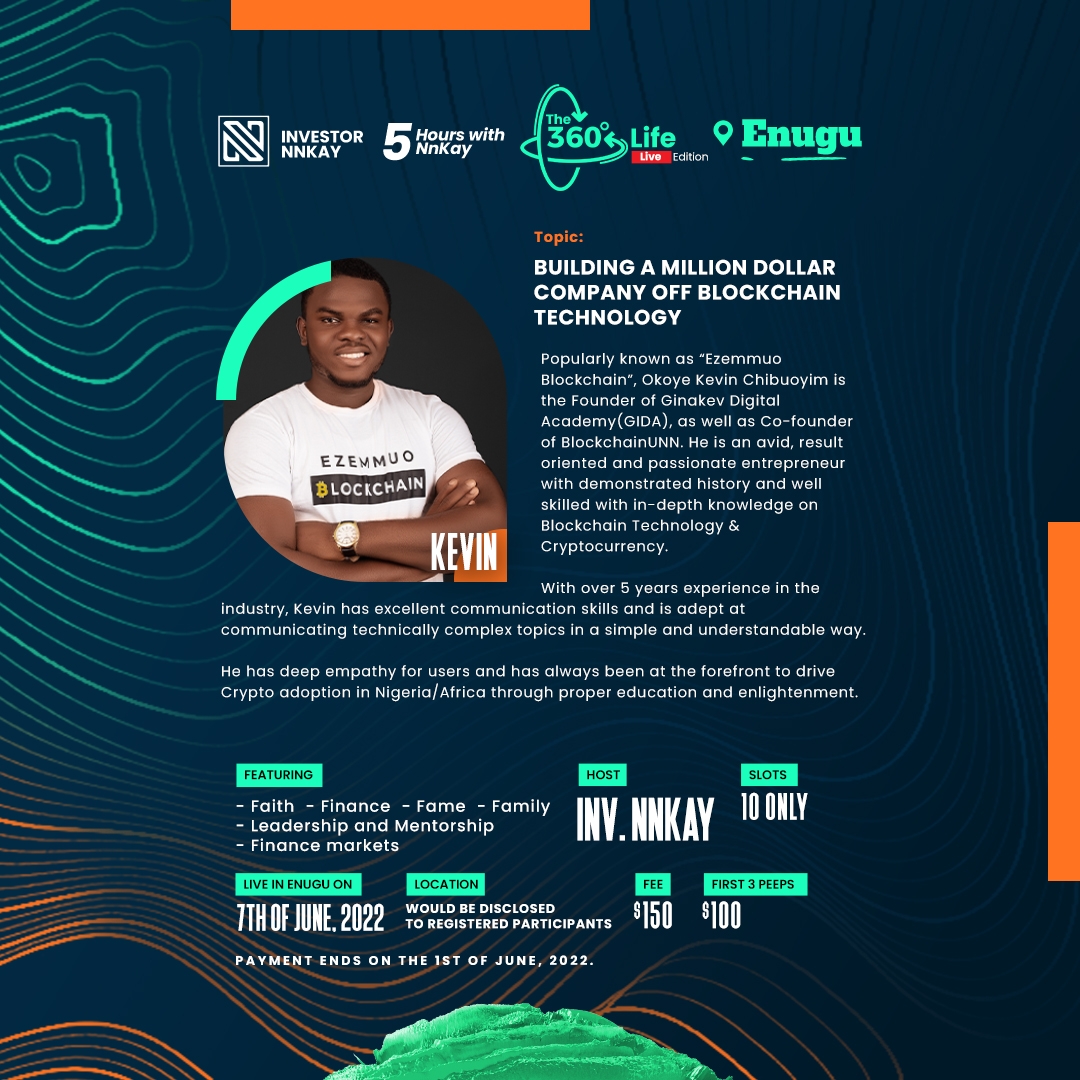 INVESTOR
NNKAY
5 Hours with
NnKay
The
360° Life
Live Edition
Enugu
Topic:
BUILDING A MILLION DOLLAR
COMPANY OFF BLOCKCHAIN
TECHNOLOGY
Popularly known as “Ezemmuo
Blockchain”, Okoye Kevin Chibuoyim is
the Founder of Ginakev Digital
Academy(GIDA), as well as Co-founder
of BlockchainUNN. He is an avid, result
oriented and passionate entrepreneur
with demonstrated history and well
skilled with in-depth knowledge on
Blockchain Technology &
Cryptocurrency.
EZEMMUO
BLOCKCHAIN
KEVIN
With over 5 years experience in the
industry, Kevin has excellent communication skills and is adept at
communicating technically complex topics in a simple and understandable way.
He has deep empathy for users and has always been at the forefront to drive
Crypto adoption in Nigeria/Africa through proper education and enlightenment.
FEATURING
- Faith - Finance - Fame - Family
- Leadership and Mentorship
- Finance markets
HOST
INV. NNKAY
SLOTS
10 ONLY
LIVE IN ENUGU ON
7TH OF JUNE, 2022
LOCATION
WOULD BE DISCLOSED
TO REGISTERED PARTICIPANTS
FEE
$150
FIRST 3 PEEPS
$100
PAYMENT ENDS ON THE 1ST OF JUNE, 2022.